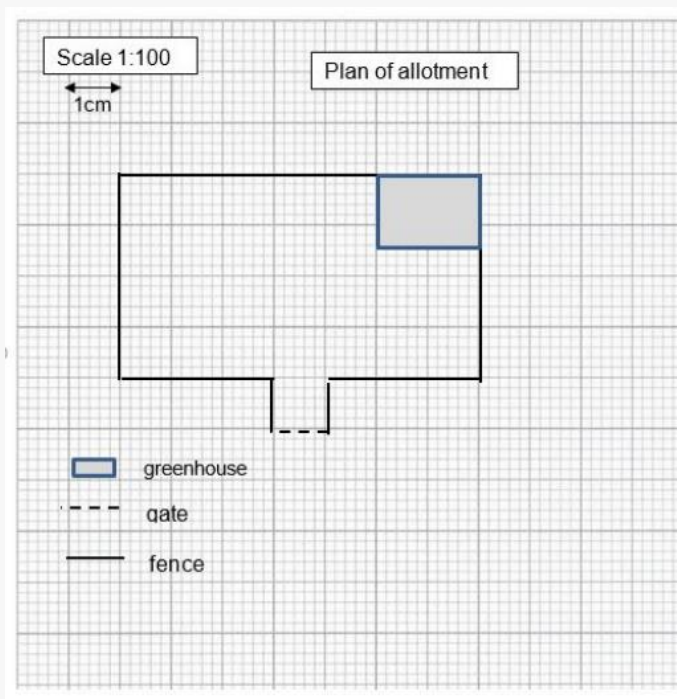 Scale 1:100
Plan of allotment
1cm
greenhouse
gate
fence